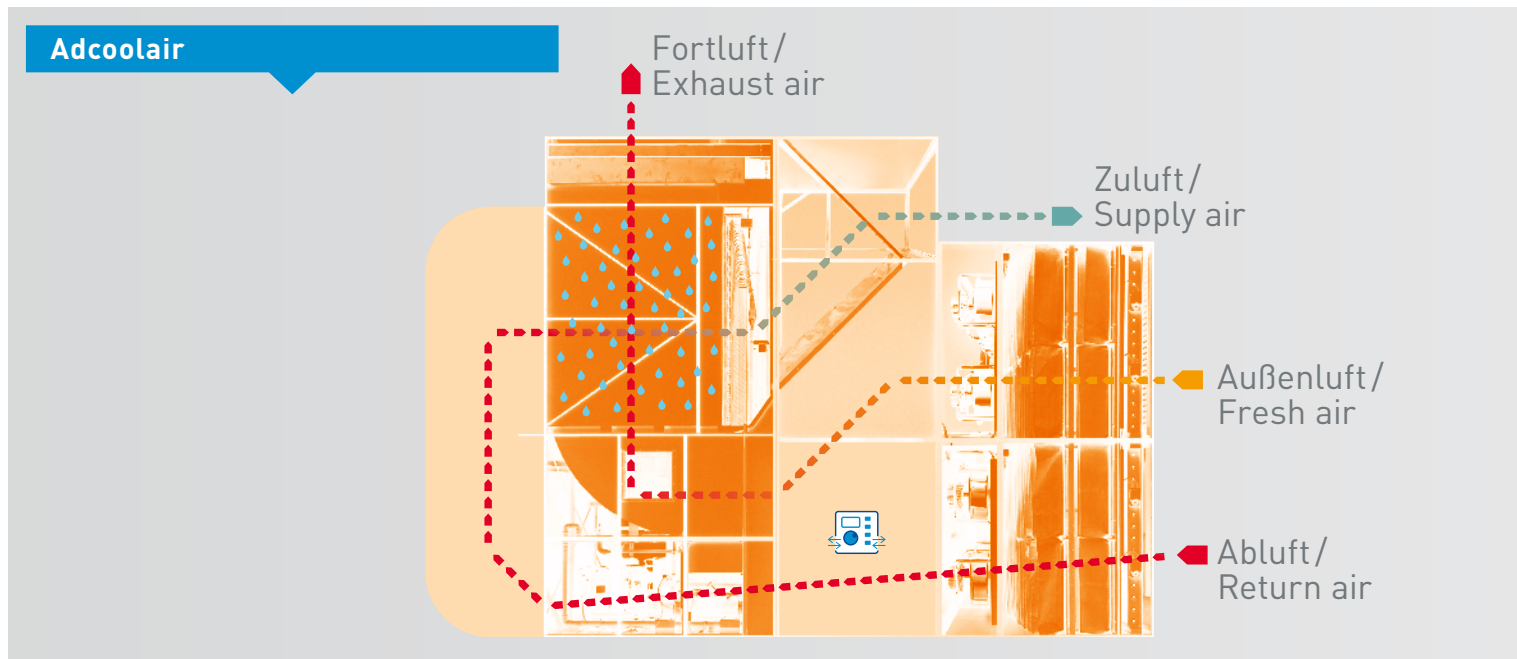 Adcoolair
Fortluft/
Exhaust air
Zuluft/
Supply air
Außenluft/
Fresh air
Abluft/
Return air